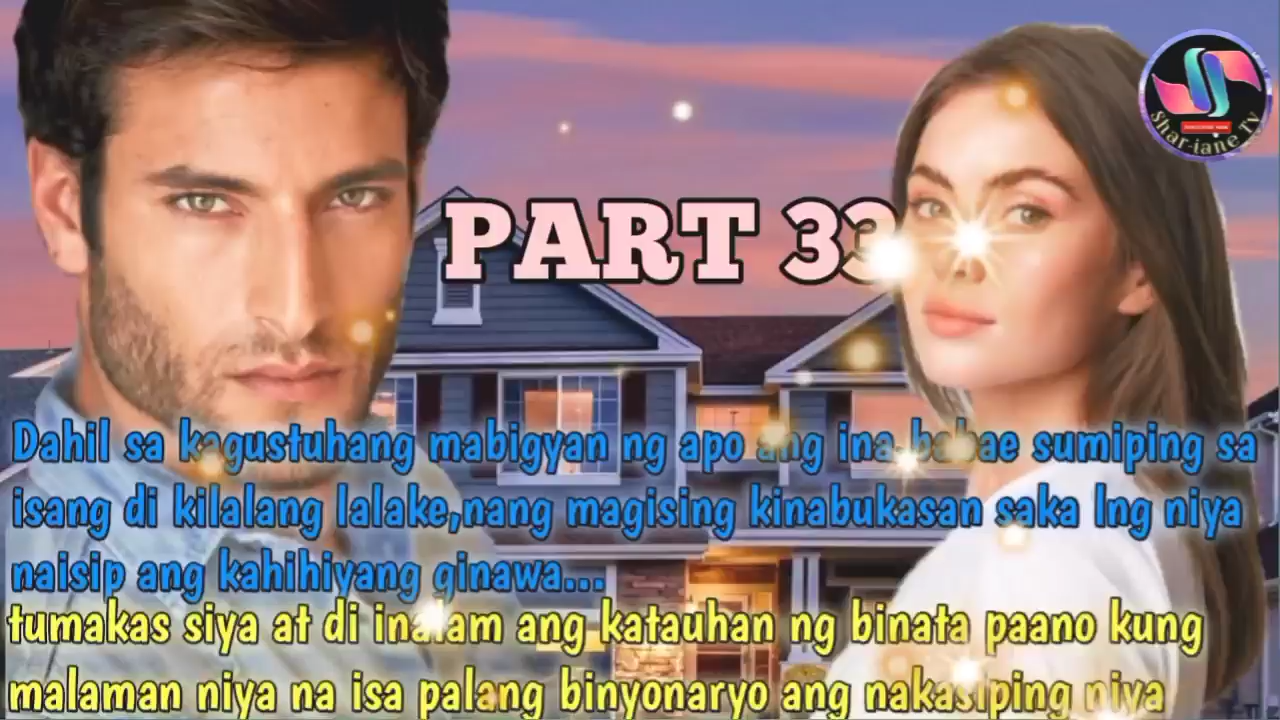 Shar-iane Tv
PART 33
Dahil sa kagustuhang mabigyan ng apo ang ina babae sumiping sa
isang di kilalang lalake,nang magising kinabukasan saka lng niya
naisip ang kahihiyang ginawa...
tumakas siya at di inalam ang katauhan ng binata paano kung
malaman niya na isa palang binyonaryo ang nakasiping niya